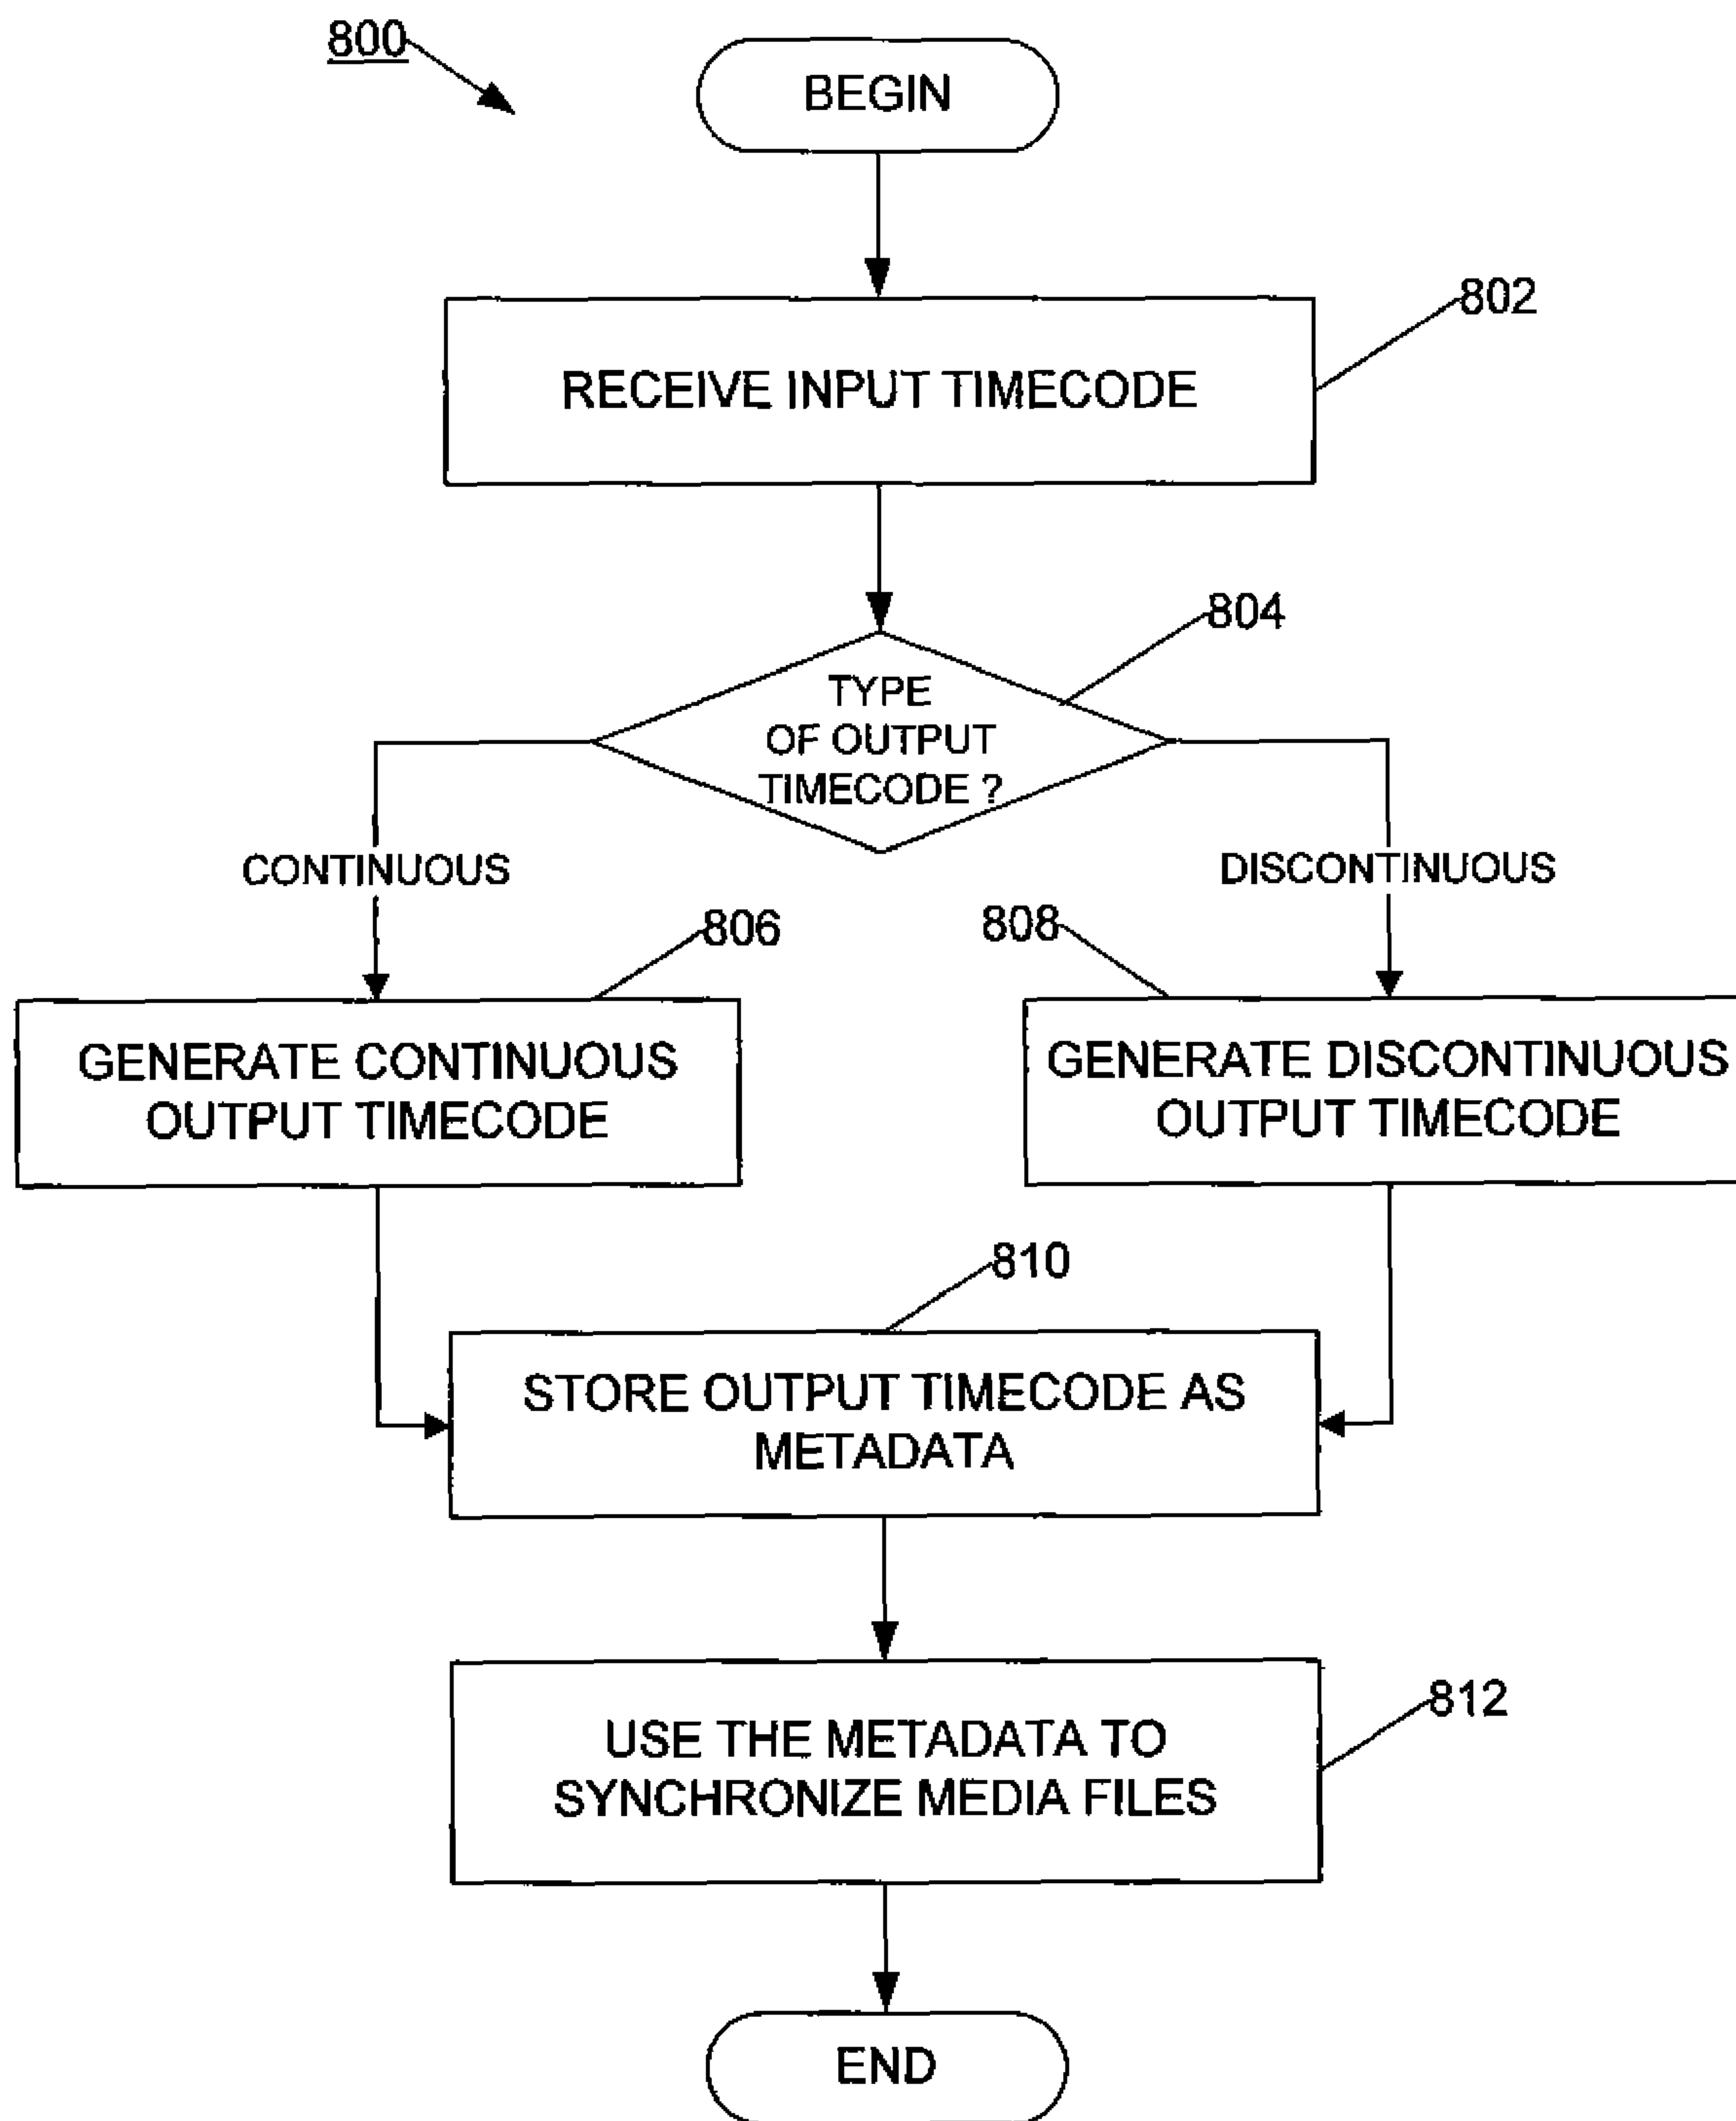 800
BEGIN
802
RECEIVE INPUT TIMECODE
804
TYPE
OF OUTPUT
TIMECODE ?
CONTINUOUS
DISCONTINUOUS
806
808
GENERATE CONTINUOUS
OUTPUT TIMECODE
GENERATE DISCONTINUOUS
OUTPUT TIMECODE
810
STORE OUTPUT TIMECODE AS
METADATA
812
USE THE METADATA TO
SYNCHRONIZE MEDIA FILES
END